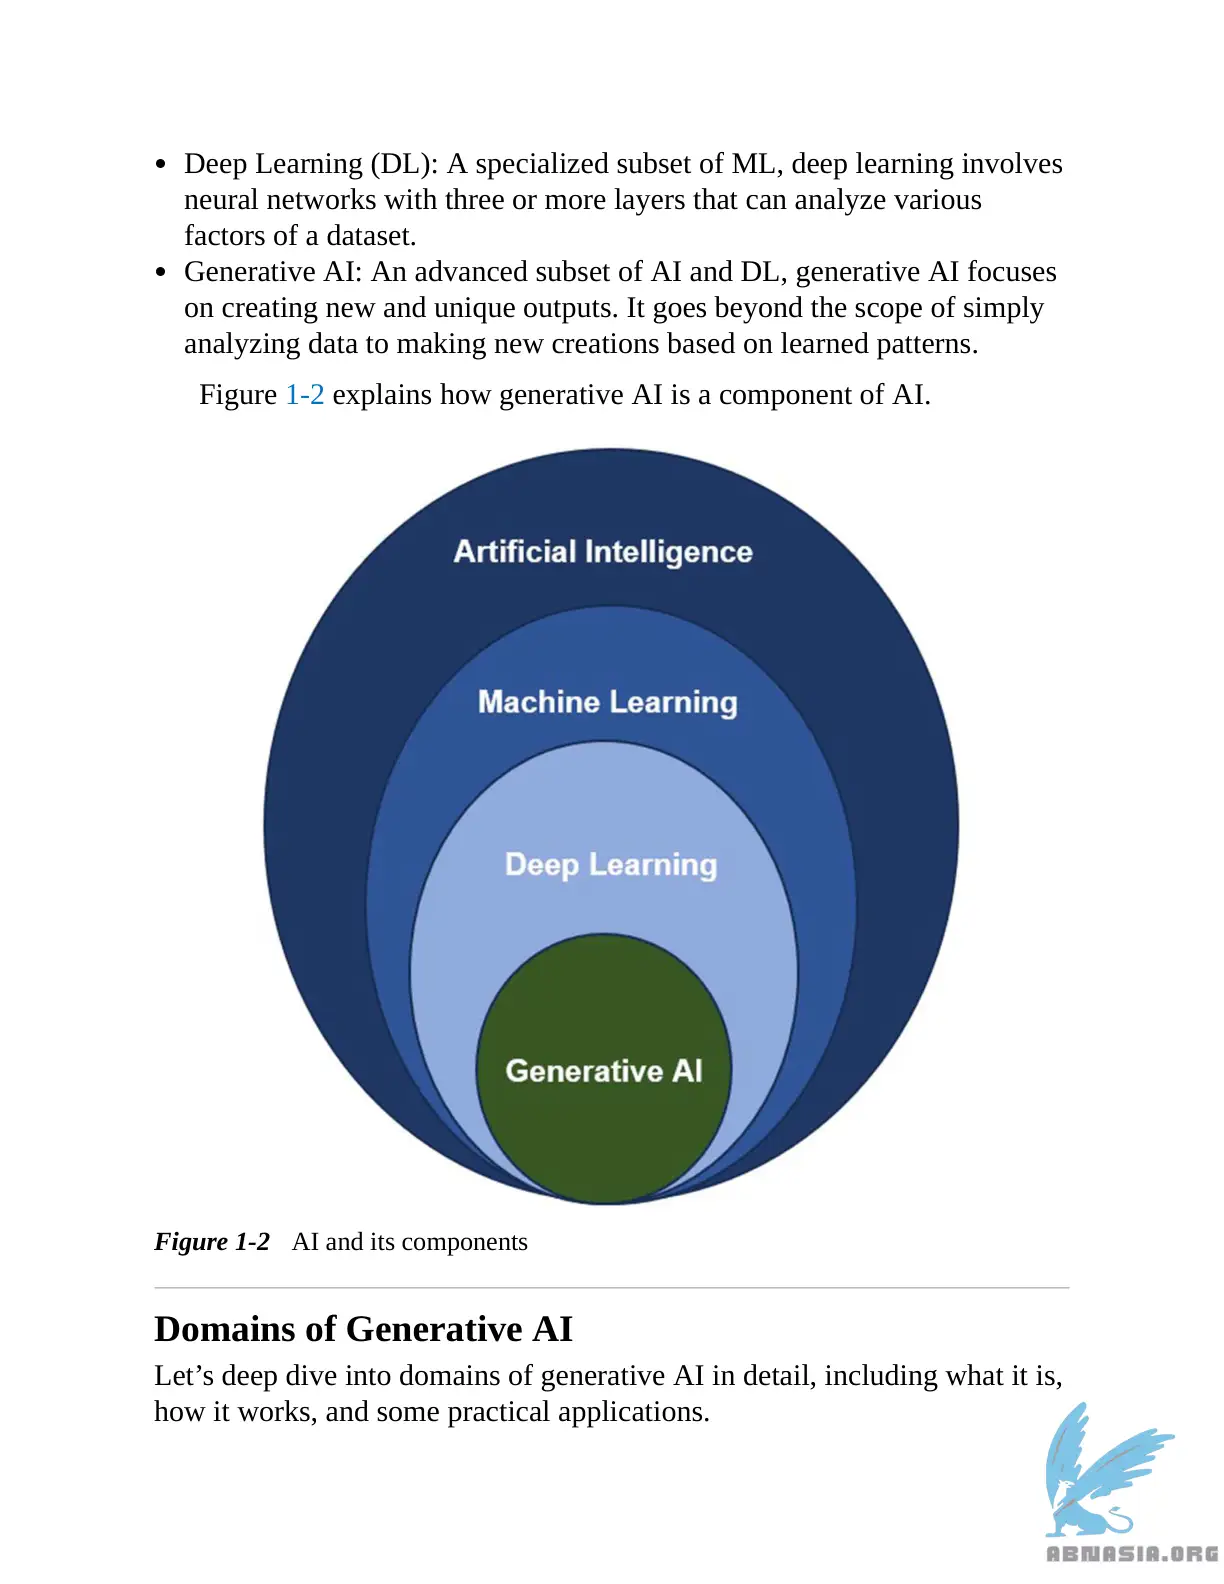 • Deep Learning (DL): A specialized subset of ML, deep learning involves
neural networks with three or more layers that can analyze various
factors of a dataset.
• Generative AI: An advanced subset of AI and DL, generative AI focuses
on creating new and unique outputs. It goes beyond the scope of simply
analyzing data to making new creations based on learned patterns.
Figure 1-2 explains how generative AI is a component of AI.
Artificial Intelligence
Machine Learning
Deep Learning
Generative AI
Figure 1-2 AI and its components
Domains of Generative AI
Let’s deep dive into domains of generative AI in detail, including what it is,
how it works, and some practical applications.
ABNASIA.ORG